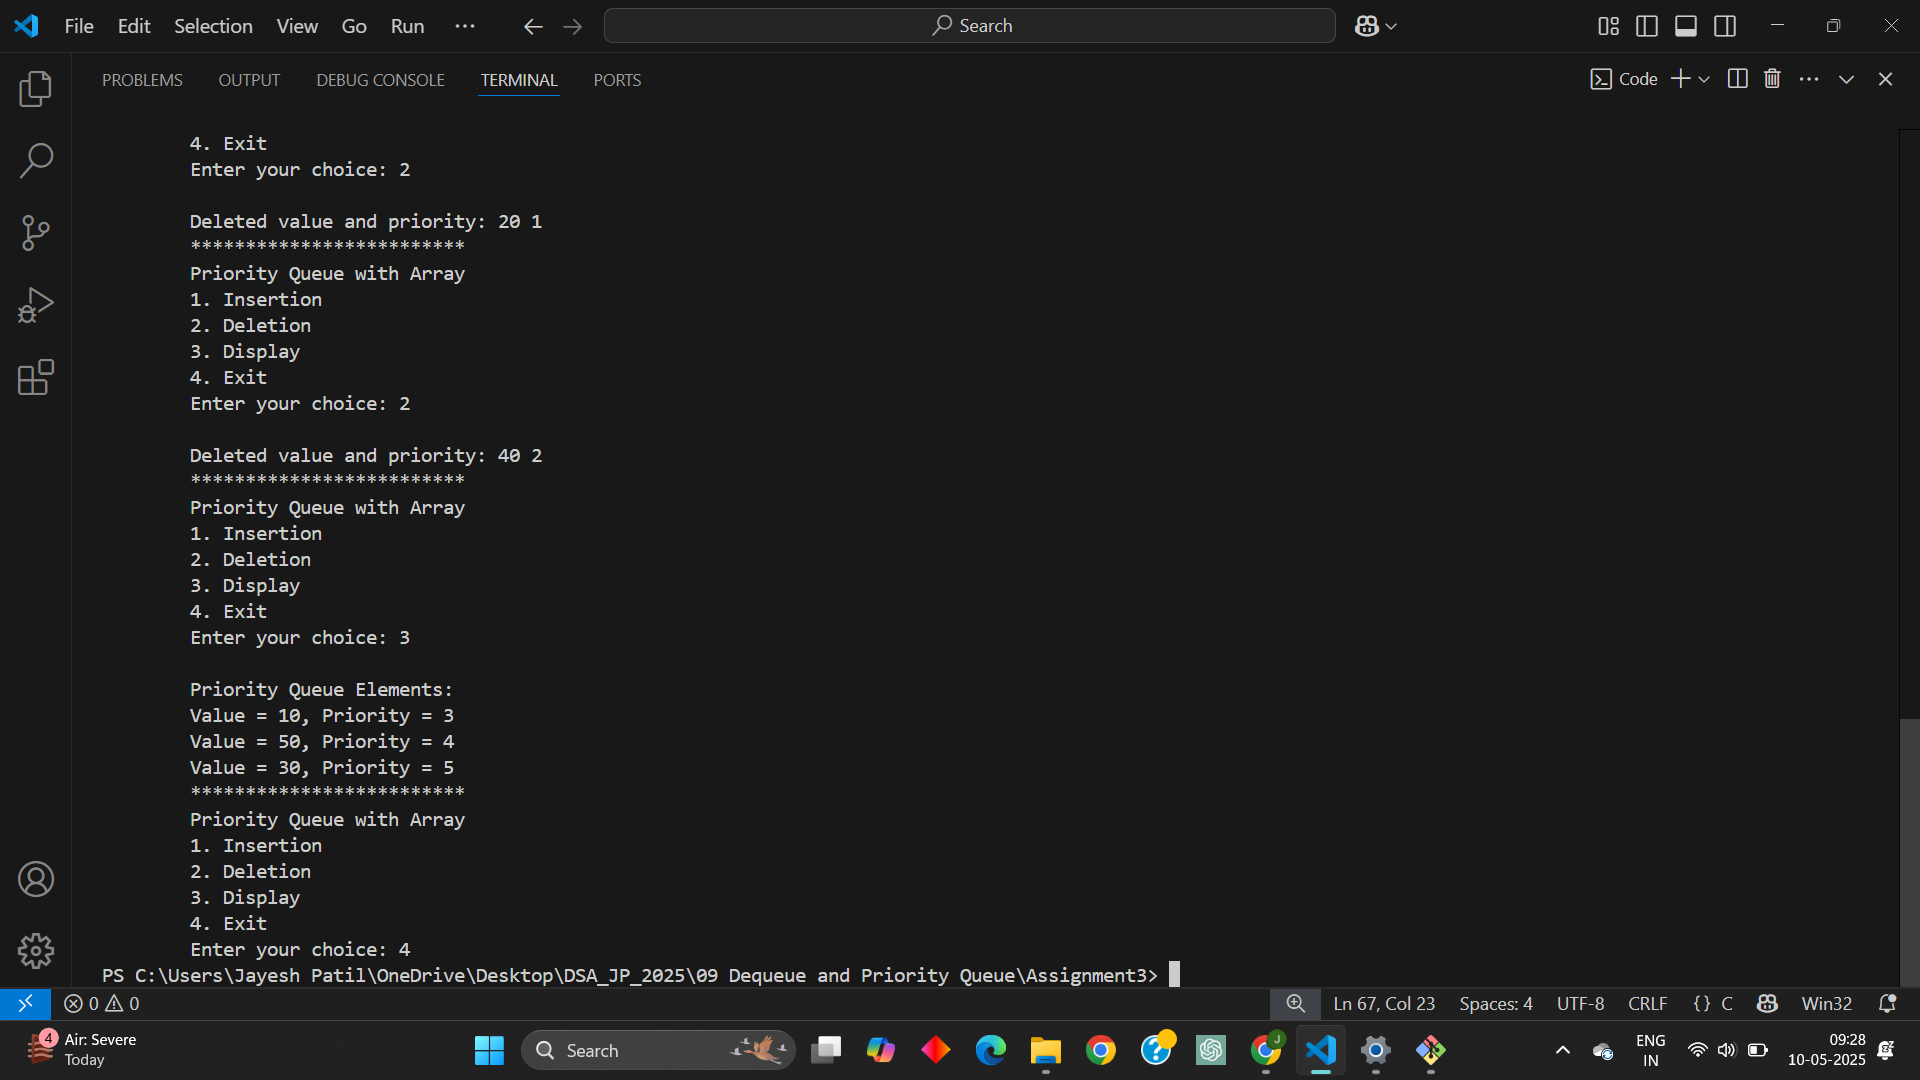 File Edit Selection View Go Run ··· Search
PROBLEMS OUTPUT DEBUG CONSOLE TERMINAL PORTS Code
4. Exit
Enter your choice: 2
Deleted value and priority: 20 1
*************************
Priority Queue with Array
1. Insertion
2. Deletion
3. Display
4. Exit
Enter your choice: 2
Deleted value and priority: 40 2
*************************
Priority Queue with Array
1. Insertion
2. Deletion
3. Display
4. Exit
Enter your choice: 3
Priority Queue Elements:
Value = 10, Priority = 3
Value = 50, Priority = 4
Value = 30, Priority = 5
*************************
Priority Queue with Array
1. Insertion
2. Deletion
3. Display
4. Exit
Enter your choice: 4
PS C:\Users\Jayesh Patil\OneDrive\Desktop\DSA_JP_2025\09 Dequeue and Priority Queue\Assignment3>
0 0 Ln 67, Col 23 Spaces: 4 UTF-8 CRLF {} C Win32
4 Air: Severe
Today
Search
J
ENG
IN
09:28
10-05-2025